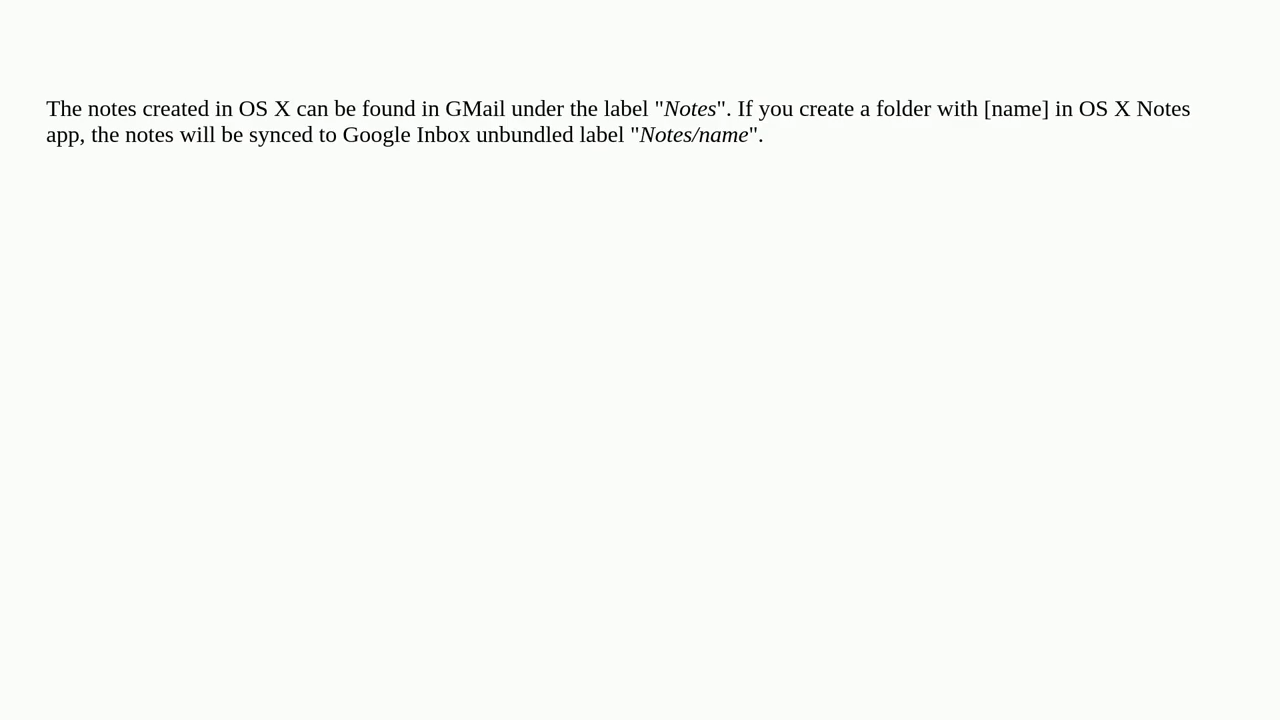 The notes created in OS X can be found in GMail under the label "Notes". If you create a folder with [name] in OS X Notes
app, the notes will be synced to Google Inbox unbundled label "Notes/name".